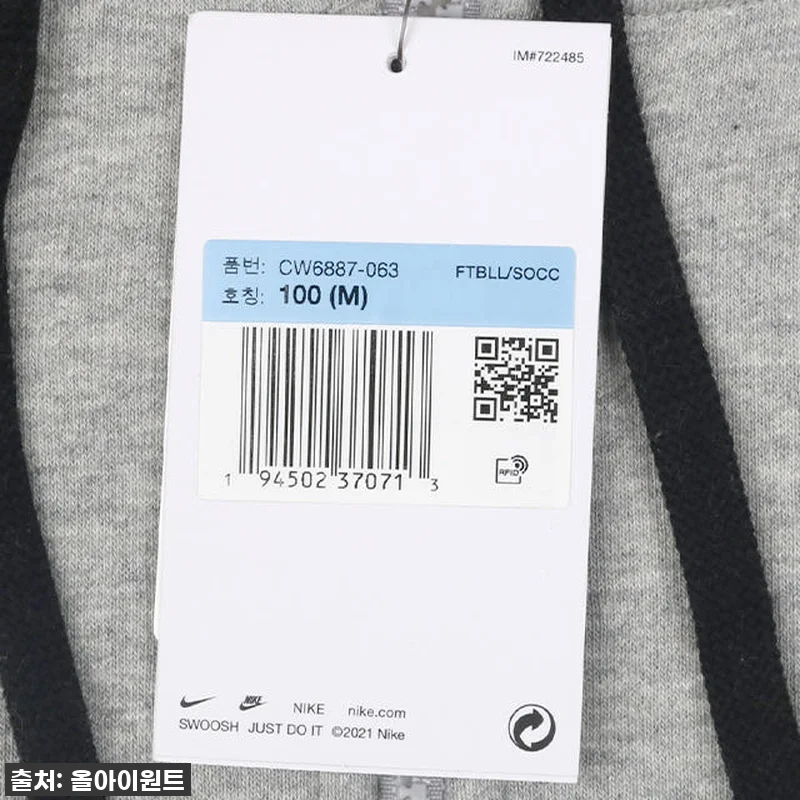 IM#722485
품번: CW6887-063 FTBLL/SOCC
호칭: 100 (M)
1 94502 37071 3
RFID
NIKE NIKE nike.com
SWOOSH JUST DO IT ©2021 Nike
출처: 올아이원트